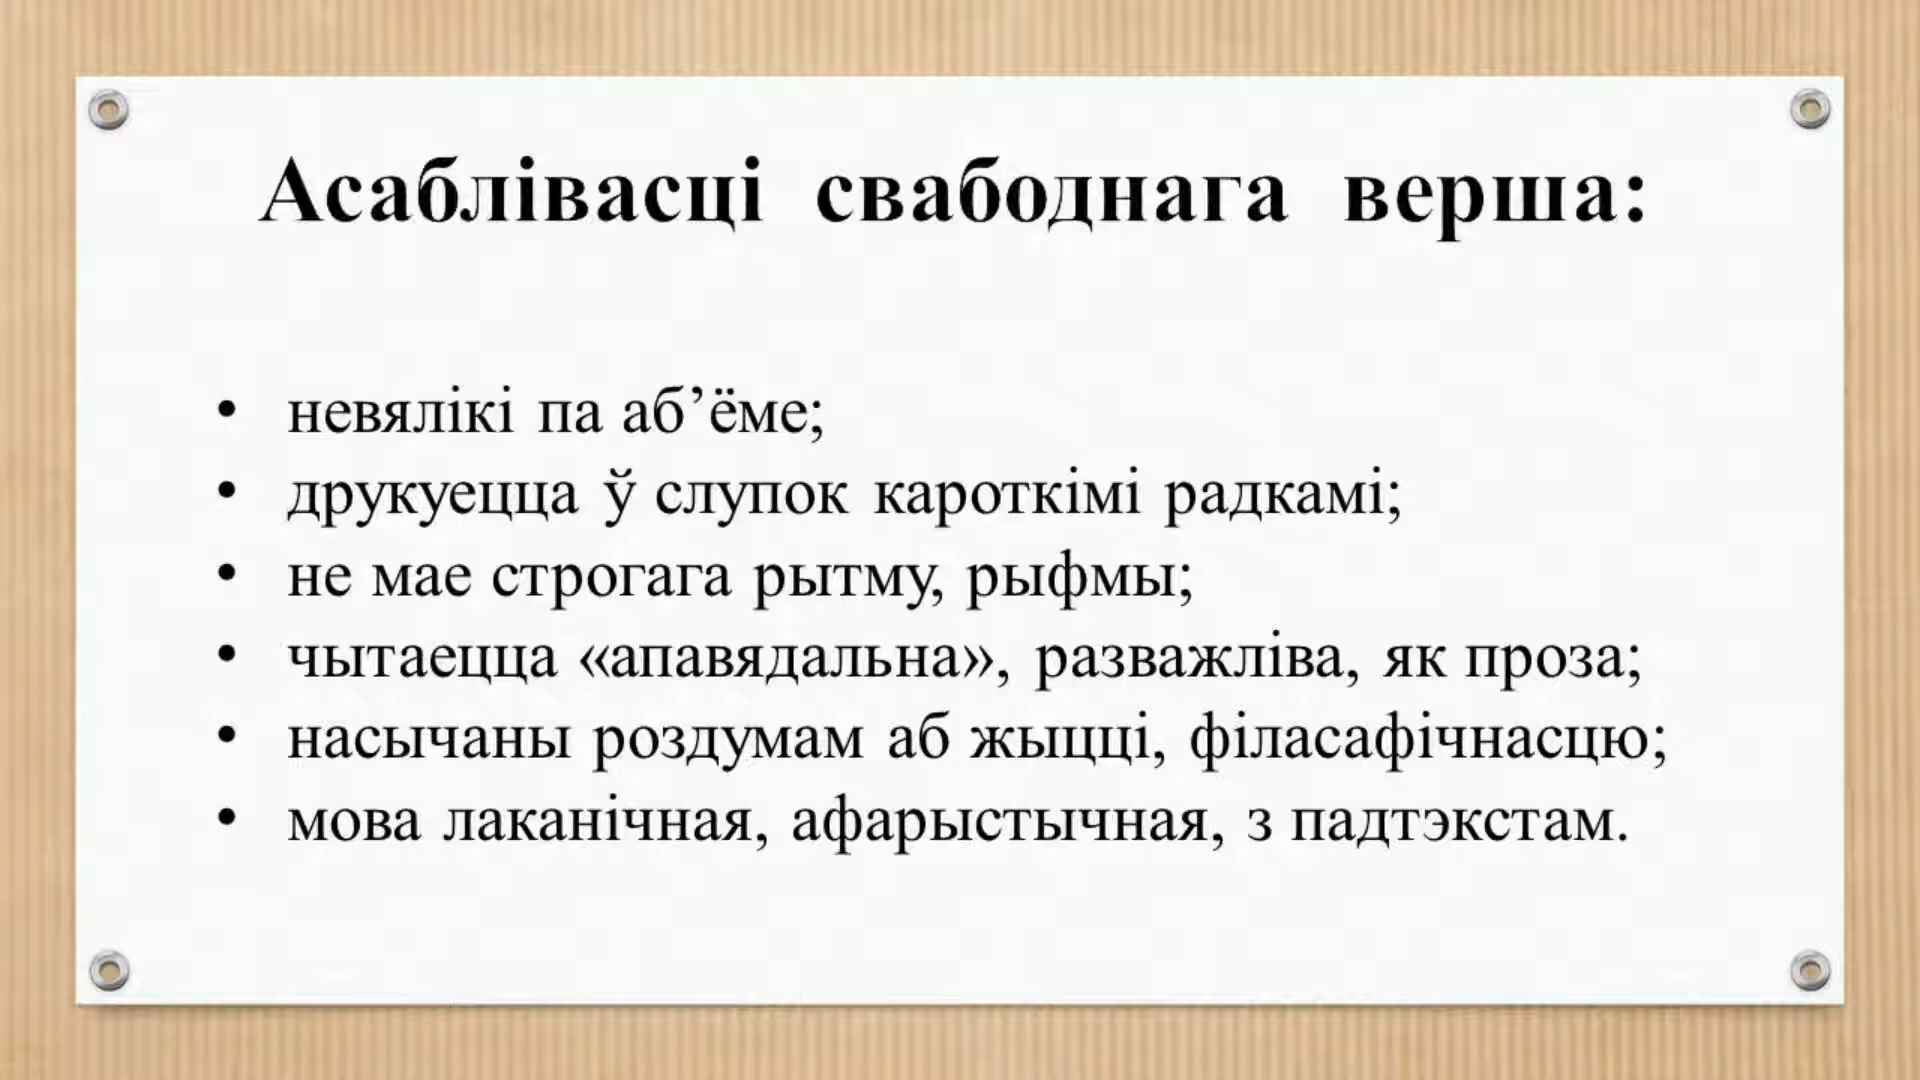 Асаблівасці свабоднага верша:
• невялікі па аб’ёме;
• друкуецца ў слупок кароткімі радкамі;
• не мае строгага рытму, рыфмы;
• чытаецца «апавядальна», разважліва, як проза;
• насычаны роздумам аб жыцці, філасафічнасцю;
• мова лаканічная, афарыстычная, з падтэкстам.